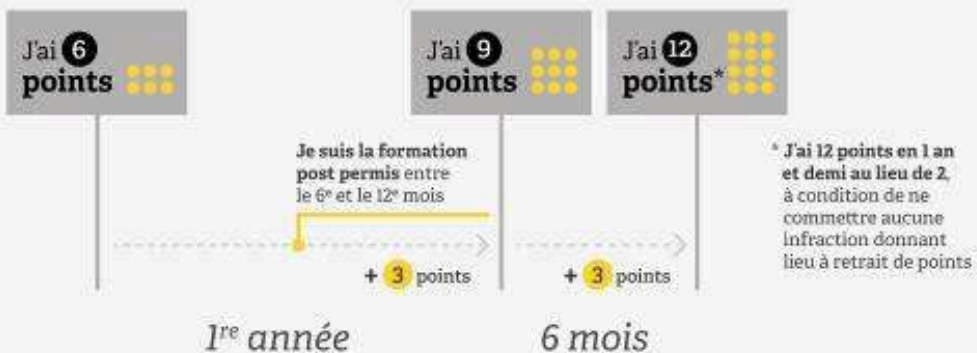 J'ai 6
points
J'ai 9
points
J'ai 12
points*
Je suis la formation
post permis entre
le 6e et le 12e mois
* J'ai 12 points en 1 an
et demi au lieu de 2,
à condition de ne
commettre aucune
infraction donnant
lieu à retrait de points
+ 3 points
+ 3 points
1re année
6 mois